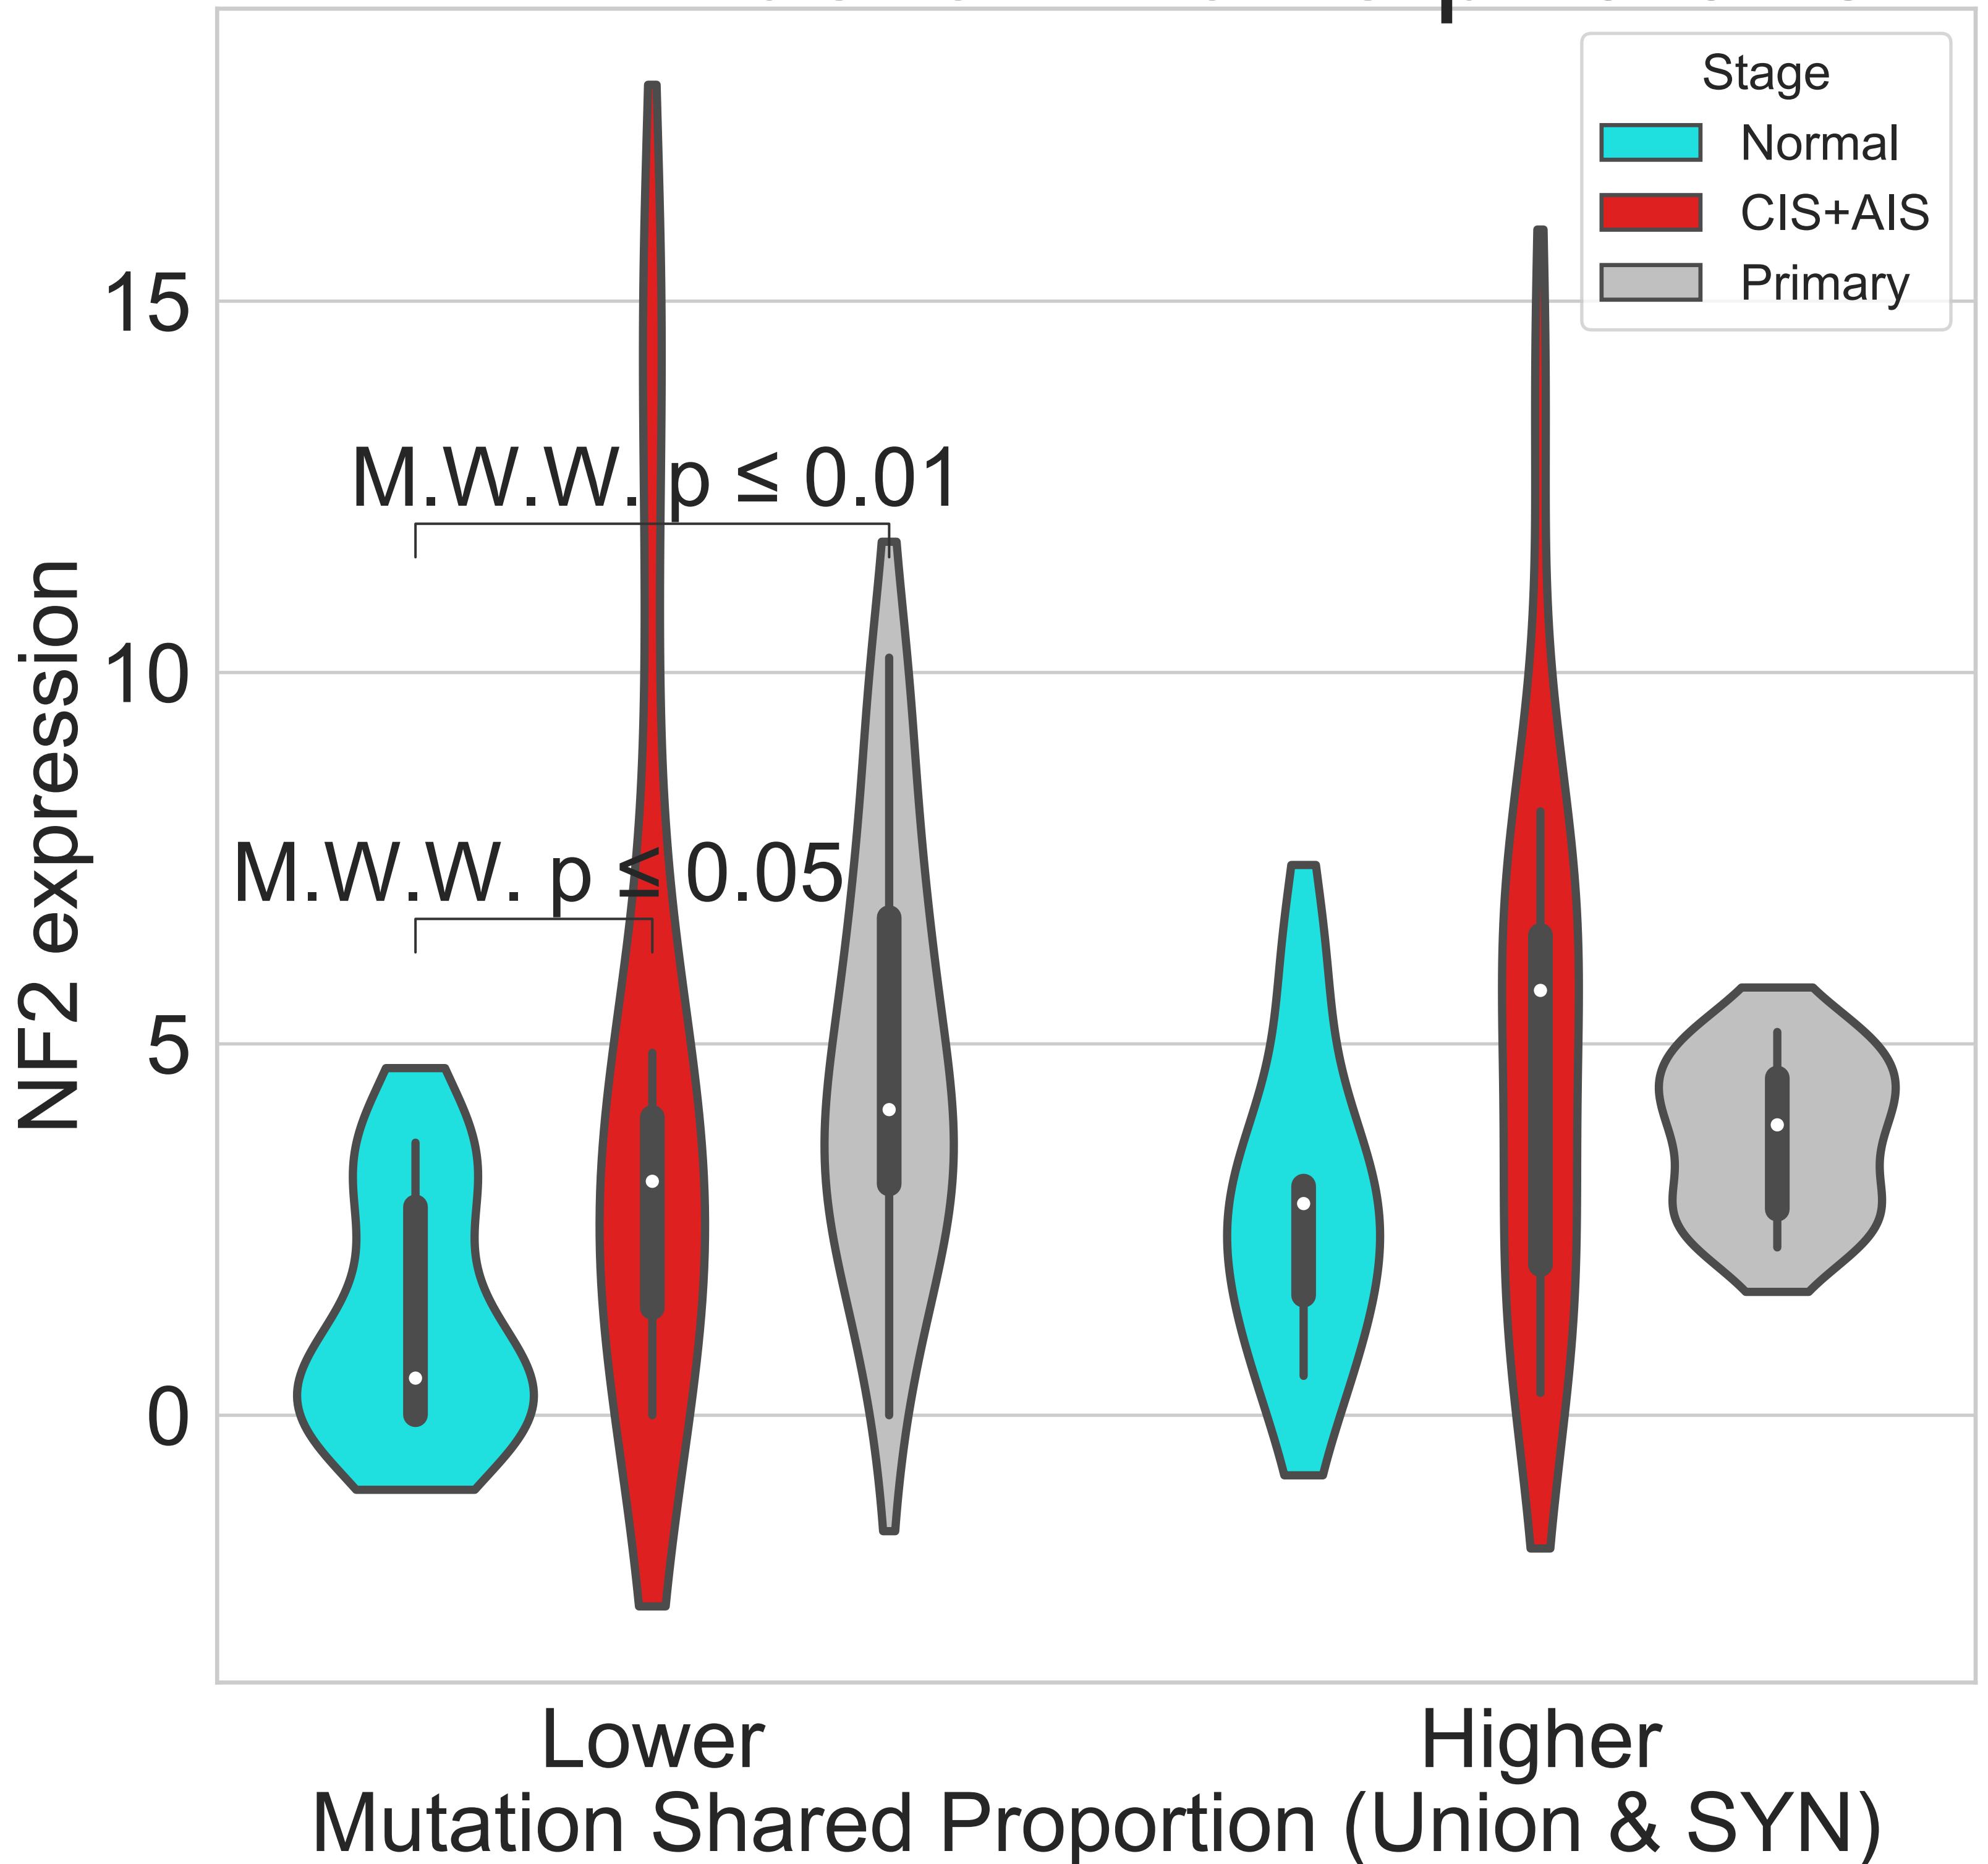 Stage
Normal
CIS+AIS
Primary
15
10
5
0
NF2 expression
M.W.W. p ≤ 0.01
M.W.W. p ≤ 0.05
Lower
Higher
Mutation Shared Proportion (Union & SYN)